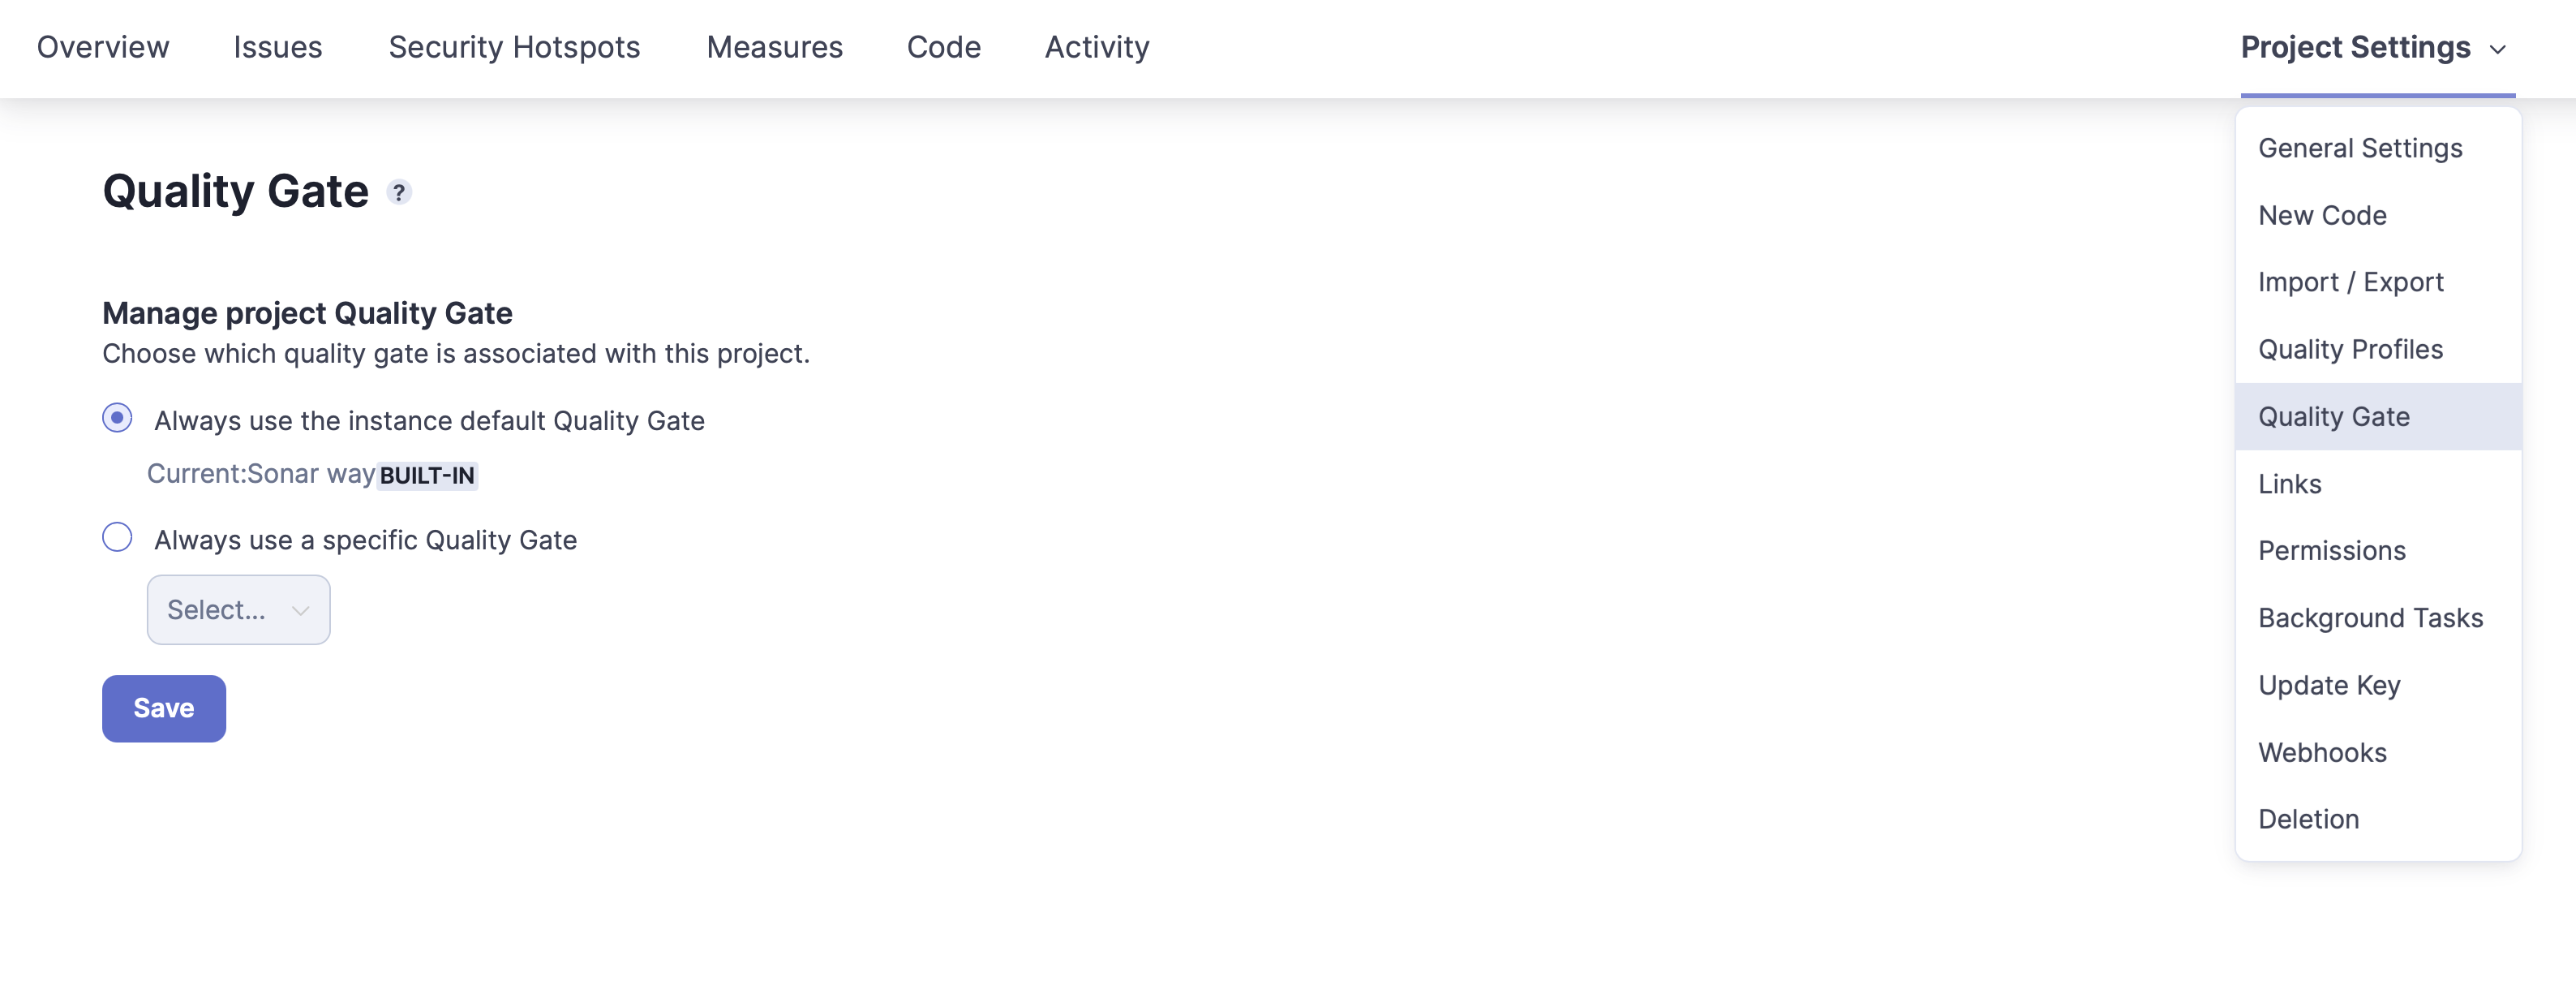 Overview Issues Security Hotspots Measures Code Activity Project Settings
Quality Gate ?
Manage project Quality Gate
Choose which quality gate is associated with this project.
Always use the instance default Quality Gate
Current:Sonar way BUILT-IN
Always use a specific Quality Gate
Select...
Save
General Settings
New Code
Import / Export
Quality Profiles
Quality Gate
Links
Permissions
Background Tasks
Update Key
Webhooks
Deletion